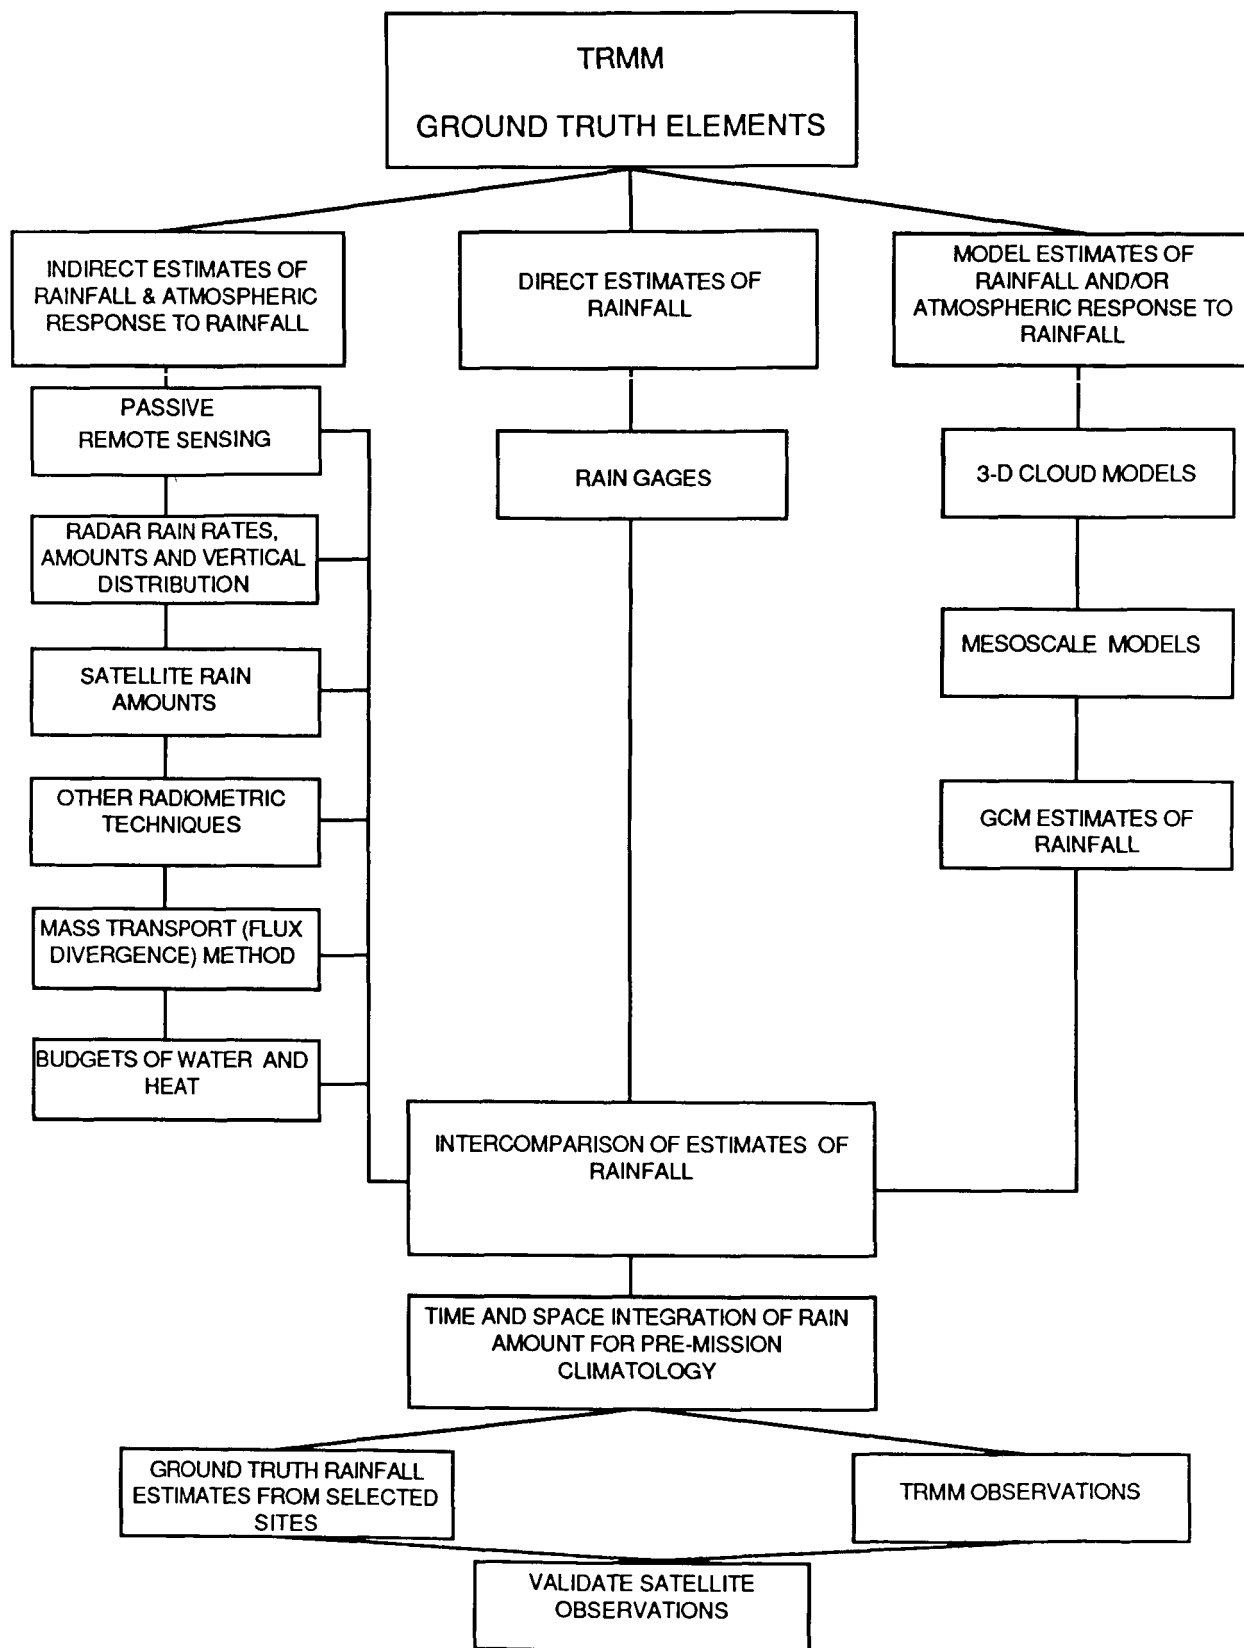 TRMM
GROUND TRUTH ELEMENTS
INDIRECT ESTIMATES OF
RAINFALL & ATMOSPHERIC
RESPONSE TO RAINFALL
DIRECT ESTIMATES OF
RAINFALL
MODEL ESTIMATES OF
RAINFALL AND/OR
ATMOSPHERIC RESPONSE TO
RAINFALL
PASSIVE
REMOTE SENSING
RADAR RAIN RATES,
AMOUNTS AND VERTICAL
DISTRIBUTION
SATELLITE RAIN
AMOUNTS
OTHER RADIOMETRIC
TECHNIQUES
MASS TRANSPORT (FLUX
DIVERGENCE) METHOD
BUDGETS OF WATER AND
HEAT
RAIN GAGES
3-D CLOUD MODELS
MESOSCALE MODELS
GCM ESTIMATES OF
RAINFALL
INTERCOMPARISON OF ESTIMATES OF
RAINFALL
TIME AND SPACE INTEGRATION OF RAIN
AMOUNT FOR PRE-MISSION
CLIMATOLOGY
GROUND TRUTH RAINFALL
ESTIMATES FROM SELECTED
SITES
TRMM OBSERVATIONS
VALIDATE SATELLITE
OBSERVATIONS